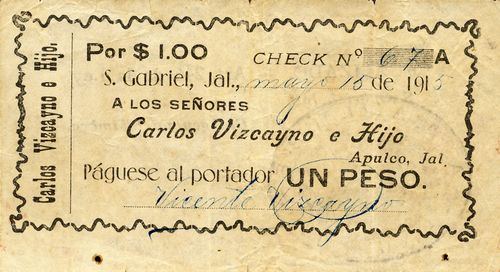 Carlos Vizcayno e Hijo.
Por $ 1.00 CHECK Nº 67 A
S. Gabriel, Jal., mayo 15 de 1915
A LOS SEÑORES
Carlos Vizcayno e Hijo
Apulco, Jal.
Páguese al portador UN PESO.
Vicente Vizcayno